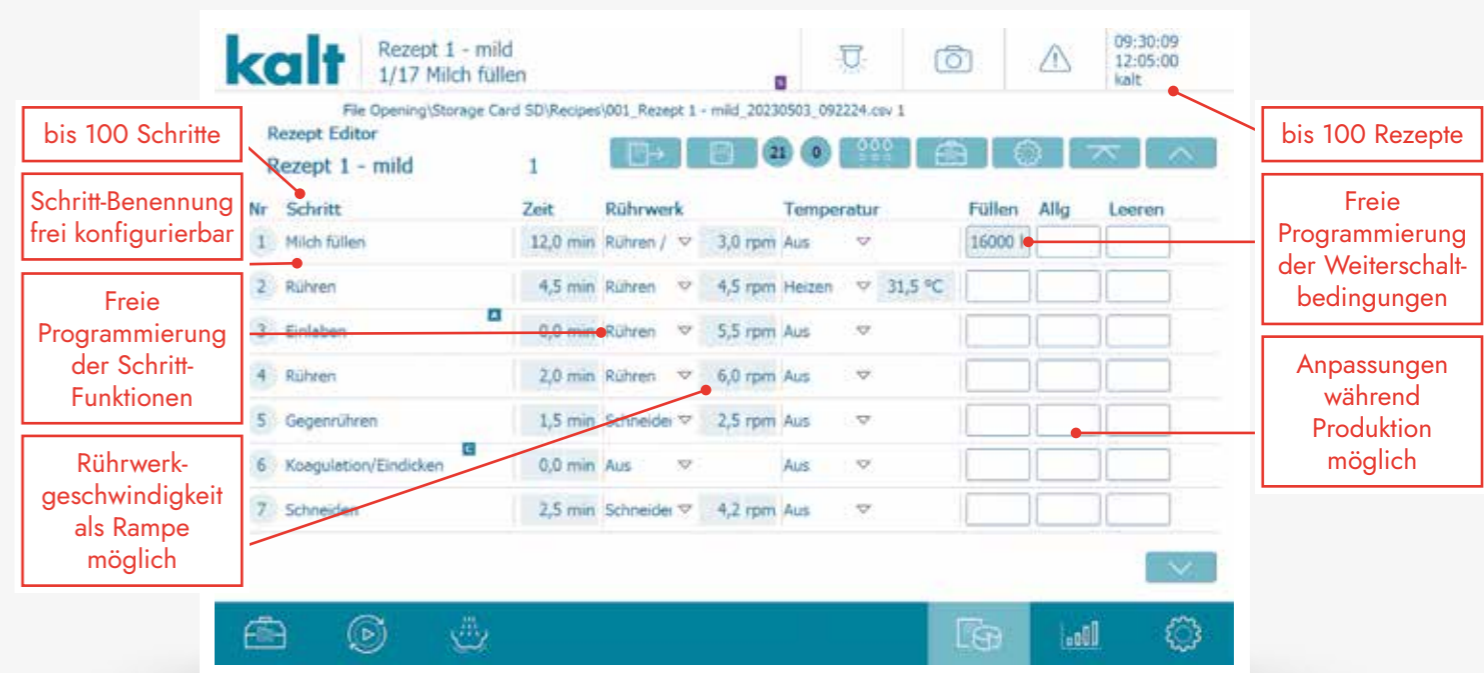 kalt
Rezept 1 - mild
1/17 Milch füllen
09:30:09
12:05:00
kalt
File Opening\Storage Card SD\Recipes\001_Rezept 1 - mild_20230503_092224.csv 1
Rezept Editor
Rezept 1 - mild 1
21 0
Nr Schritt Zeit Rührwerk Temperatur Füllen Allg Leeren
1 Milch füllen 12,0 min Rühren / 3,0 rpm Aus 16000 l
2 Rühren 4,5 min Rühren 4,5 rpm Heizen 31,5 °C
A
3 Einlaben 0,0 min Rühren 5,5 rpm Aus
4 Rühren 2,0 min Rühren 6,0 rpm Aus
5 Gegenrühren 1,5 min Schneider 2,5 rpm Aus
C
6 Koagulation/Eindicken 0,0 min Aus Aus
7 Schneiden 2,5 min Schneider 4,2 rpm Aus
bis 100 Schritte
Schritt-Benennung
frei konfigurierbar
Freie
Programmierung
der Schritt-
Funktionen
Rührwerk-
geschwindigkeit
als Rampe
möglich
bis 100 Rezepte
Freie
Programmierung
der Weiterschalt-
bedingungen
Anpassungen
während
Produktion
möglich